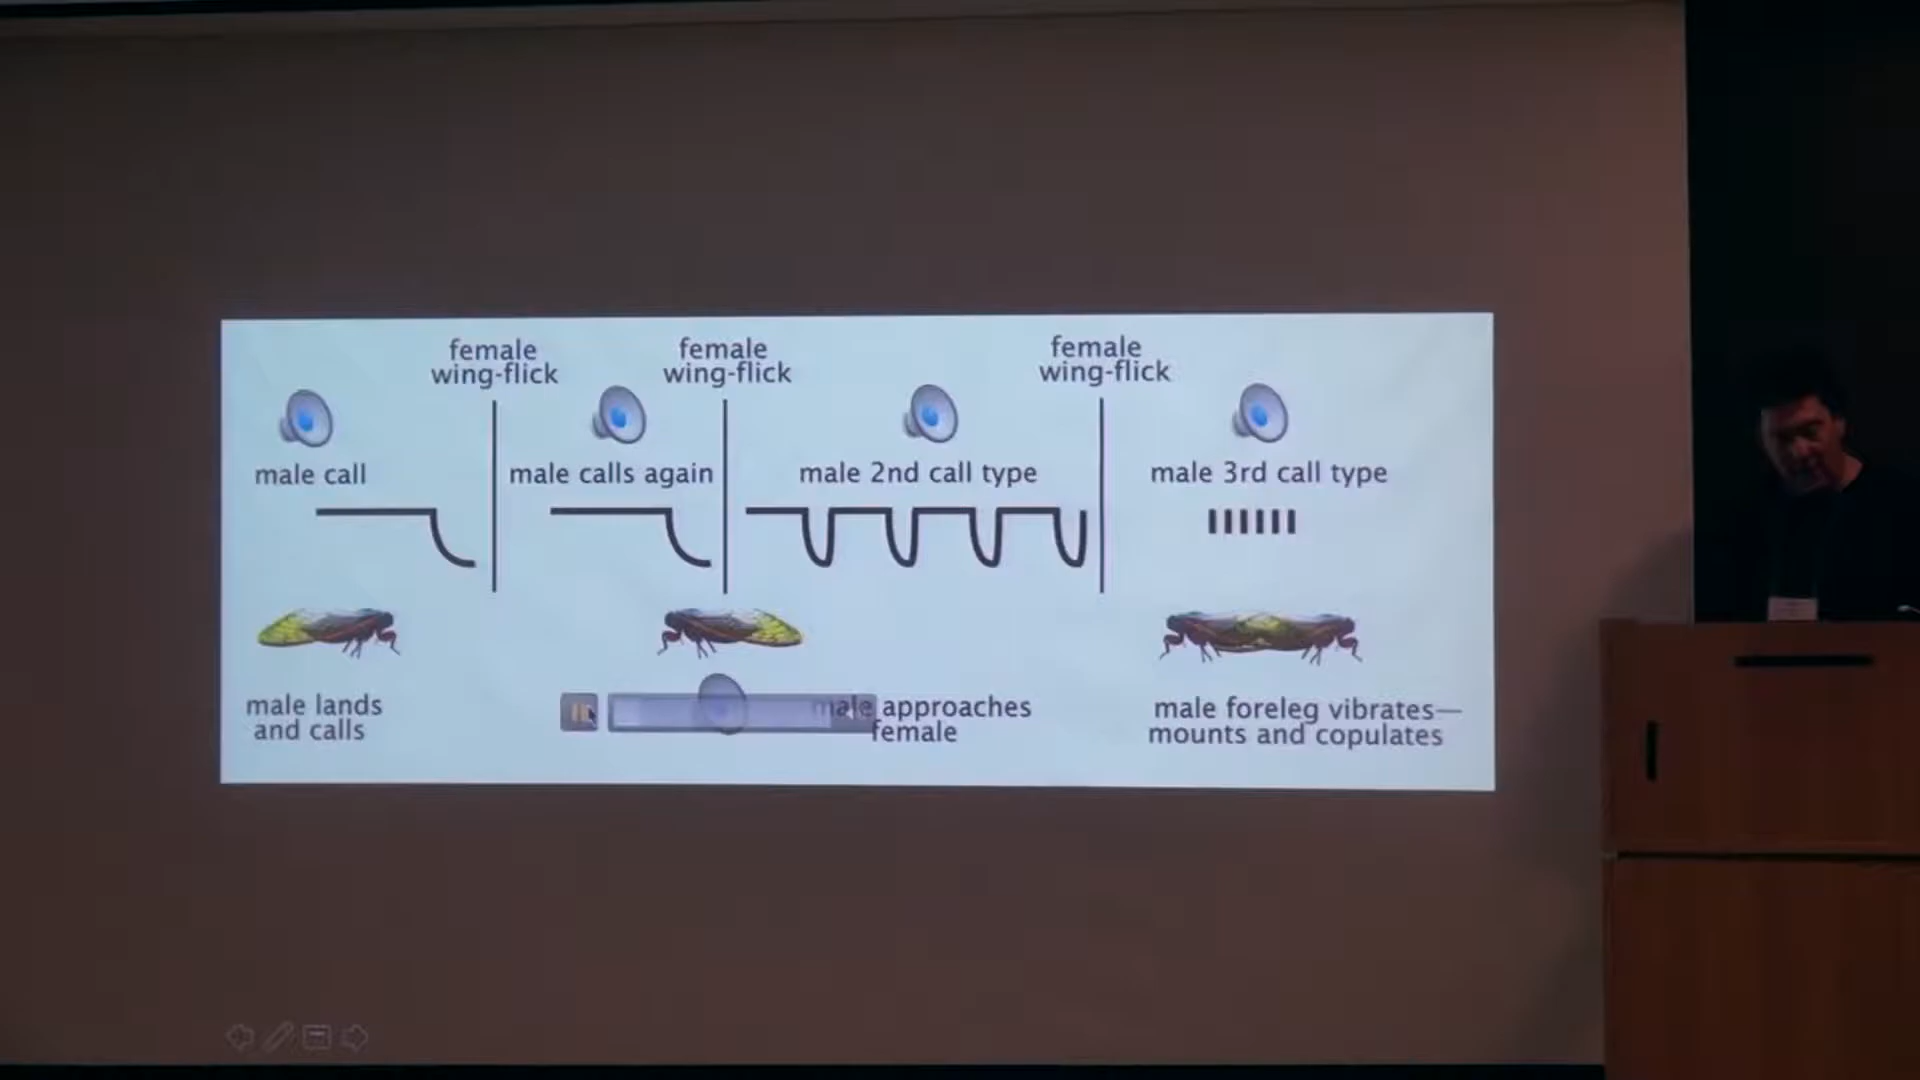 female
wing-flick
female
wing-flick
female
wing-flick
male call
male calls again
male 2nd call type
male 3rd call type
male lands
and calls
male approaches
female
male foreleg vibrates—
mounts and copulates